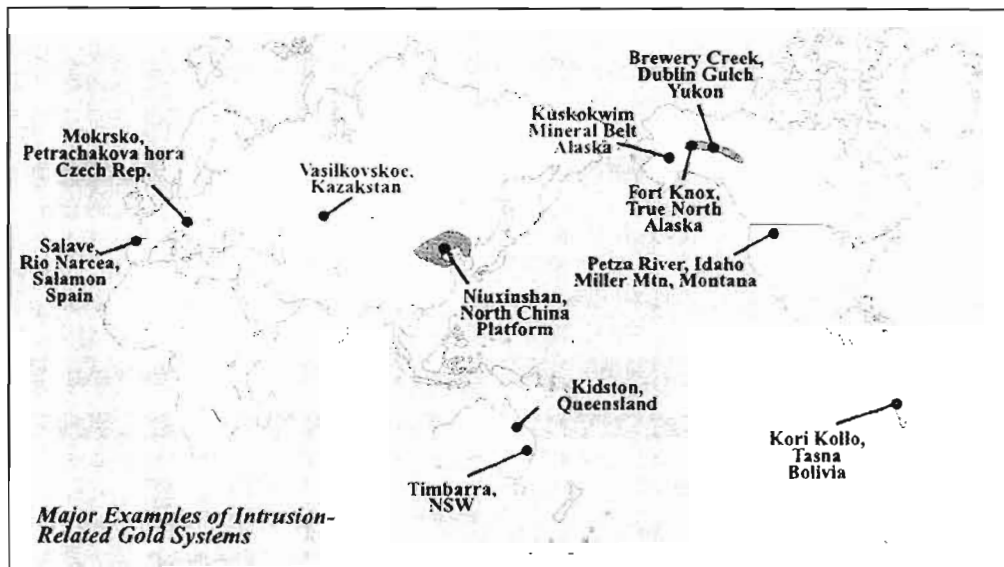 Brewery Creek,
Dublin Gulch
Yukon
Kuskokwim
Mineral Belt
Alaska
Mokrsko,
Petrachakova hora
Czech Rep.
Vasilkovskoe,
Kazakstan
Fort Knox,
True North
Alaska
Salave,
Rio Narcea,
Salamon
Spain
Petza River, Idaho
Miller Mtn, Montana
Niuxinshan,
North China
Platform
Kidston,
Queensland
Kori Kollo,
Tasna
Bolivia
Timbarra,
NSW
Major Examples of Intrusion-
Related Gold Systems